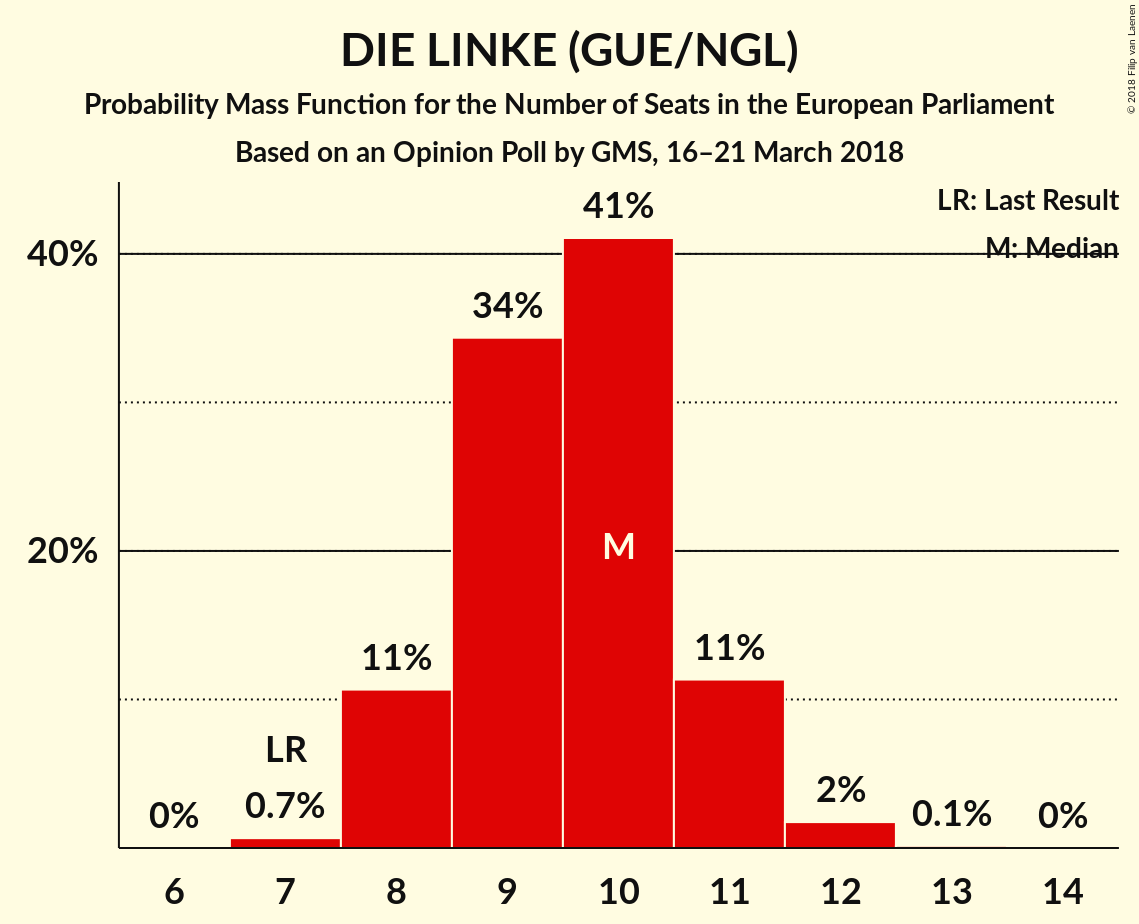 DIE LINKE (GUE/NGL)
Probability Mass Function for the Number of Seats in the European Parliament
Based on an Opinion Poll by GMS, 16–21 March 2018
© 2018 Filip van Laenen
LR: Last Result
M: Median
40%
20%
0%
LR
0.7%
11%
34%
41%
M
11%
2%
0.1%
0%
6 7 8 9 10 11 12 13 14